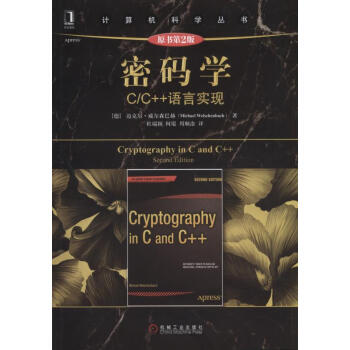 计算机科学丛书
apress
原书第2版
密码学
C/C++语言实现
[德] 迈克尔·威尔森巴赫(Michael Welschenbach) 著
杜瑞颖 何琨 周顺淦 译
Cryptography in C and C++
Second Edition
SECOND EDITION
Cryptography
in C and C++
Michael Welschenbach
Apress
机械工业出版社
China Machine Press